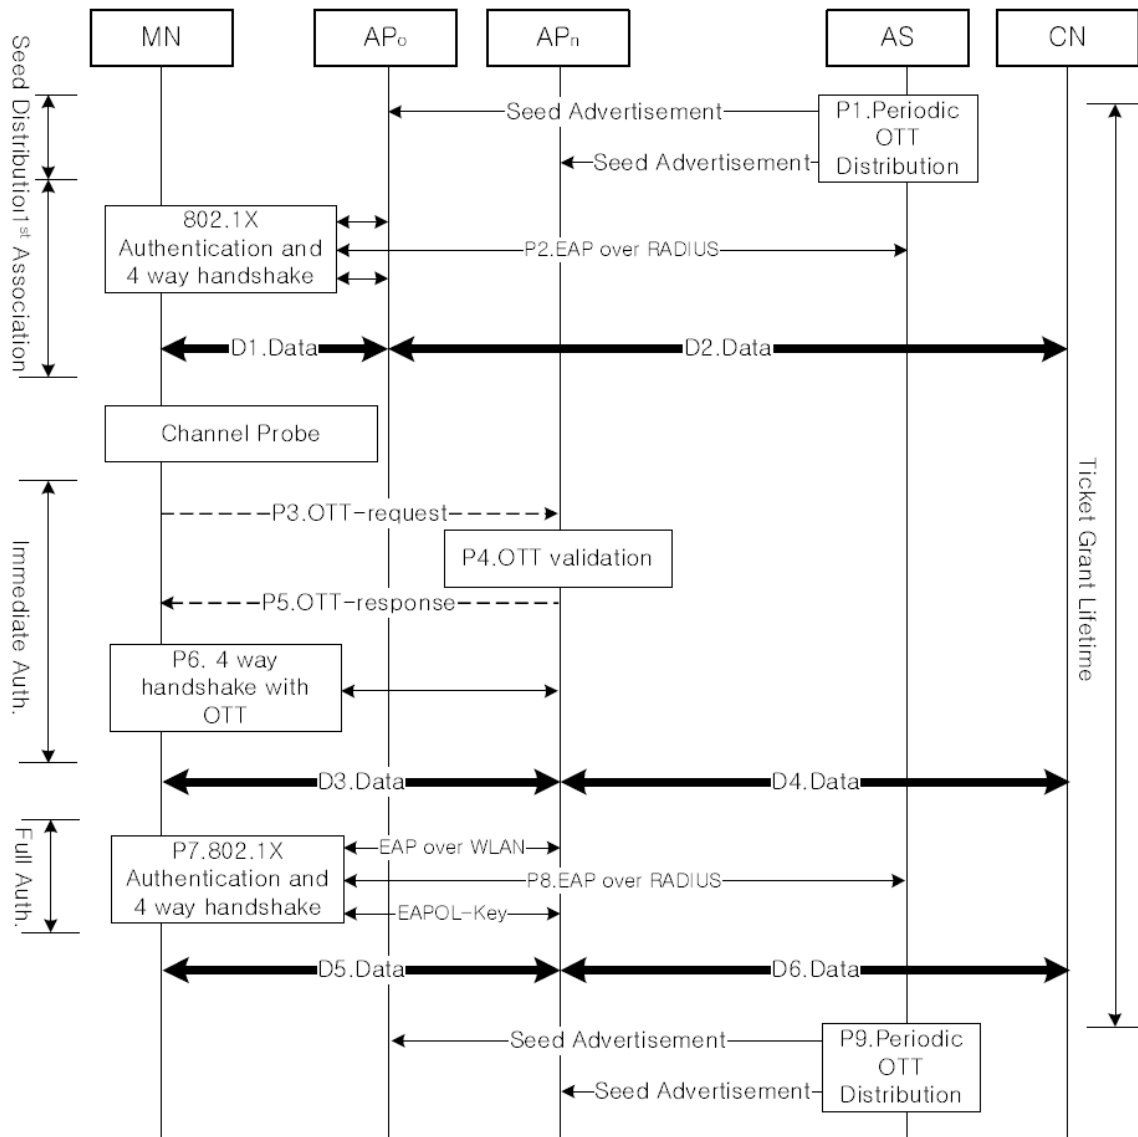 MN
APo
APn
AS
CN
Seed Distribution
1st Association
Seed Advertisement
P1.Periodic
OTT
Distribution
Seed Advertisement
802.1X
Authentication and
4 way handshake
P2.EAP over RADIUS
D1.Data
D2.Data
Channel Probe
Ticket Grant Lifetime
Immediate Auth.
P3.OTT-request
P4.OTT validation
P5.OTT-response
P6. 4 way
handshake with
OTT
D3.Data
D4.Data
Full Auth.
P7.802.1X
Authentication and
4 way handshake
EAP over WLAN
P8.EAP over RADIUS
EAPOL-Key
D5.Data
D6.Data
Seed Advertisement
P9.Periodic
OTT
Distribution
Seed Advertisement